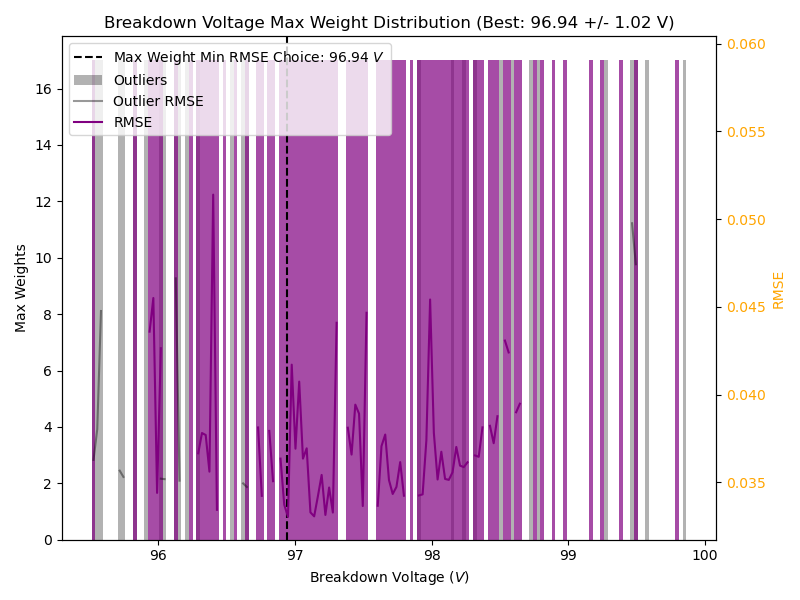 Breakdown Voltage Max Weight Distribution (Best: 96.94 +/- 1.02 V)
Max Weight Min RMSE Choice: 96.94 V
Outliers
Outlier RMSE
RMSE
Max Weights
0
2
4
6
8
10
12
14
16
0.035
0.040
0.045
0.050
0.055
0.060
RMSE
96
97
98
99
100
Breakdown Voltage (V)